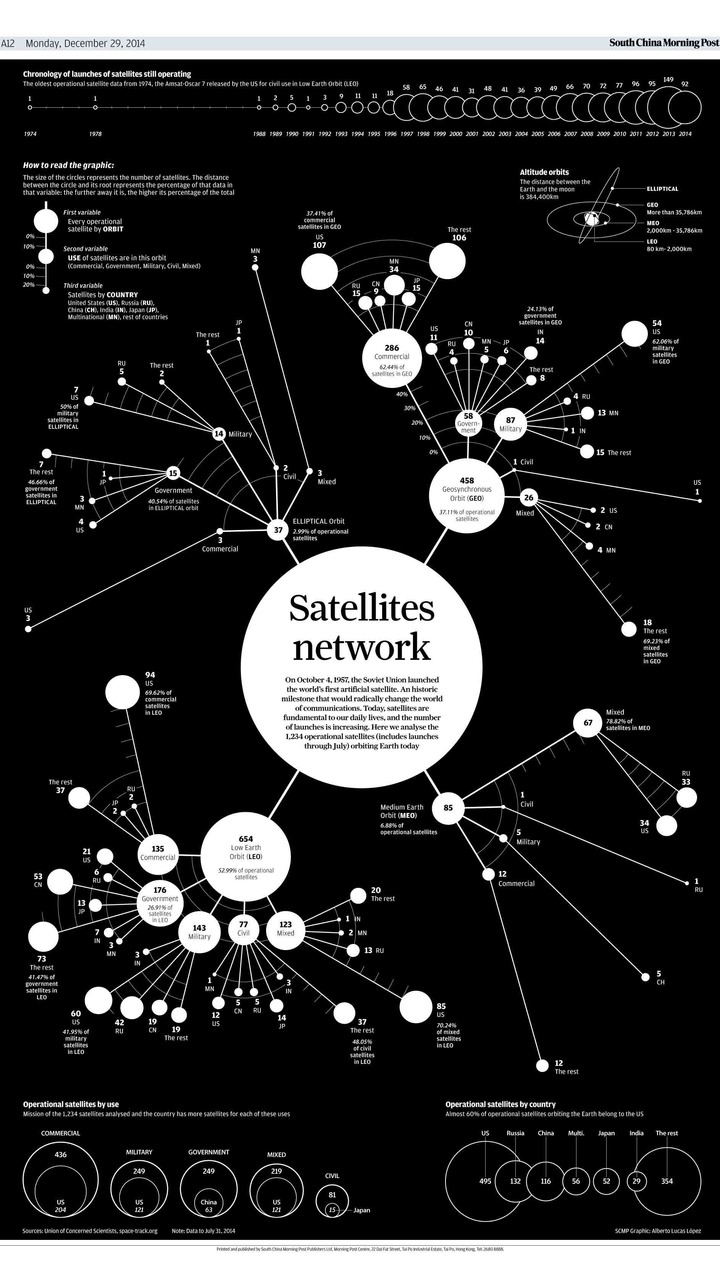 A12 Monday, December 29, 2014
South China Morning Post
Chronology of launches of satellites still operating
The oldest operational satellite data from 1974, the Amsat-Oscar 7 released by the US for civil use in Low Earth Orbit (LEO)
1 1 1 2 5 1 3 9 11 11 18 58 65 46 49 31 48 41 36 39 69 66 70 72 77 96 95 149 92
1974 1978 1988 1989 1990 1991 1992 1993 1994 1995 1996 1997 1998 1999 2000 2001 2002 2003 2004 2005 2006 2007 2008 2009 2010 2011 2012 2013 2014
How to read the graphic:
The size of the circles represents the number of satellites. The distance
between the circle and its root represents the percentage of that data in
that variable: the further away it is, the higher its percentage of the total
First variable
Every operational
satellite by ORBIT
0%
10%
Second variable
USE of satellites are in this orbit
(Commercial, Government, Military, Civil, Mixed)
0%
10%
20%
Third variable
Satellites by COUNTRY
United States (US), Russia (RU),
China (CH), India (IN), Japan (JP),
Multinational (MN), rest of countries
Altitude orbits
The distance between the
Earth and the moon
is 384,400km
ELLIPTICAL
GEO
More than 35,786km
MEO
2,000km - 35,786km
LEO
80 km- 2,000km
37.41% of
commercial
satellites in GEO
US
107
The rest
106
MN
34
RU
15
CN
9
JP
15
286
Commercial
62.44% of
satellites in GEO
40%
30%
20%
10%
0%
24.13% of
government
satellites in GEO
US
11
RU
4
CN
10
MN
5
JP
6
IN
14
The rest
8
58
Govern-
ment
54
US
62.06% of
military
satellites in
GEO
4 RU
13 MN
1 IN
15 The rest
87
Military
458
Geosynchronous
Orbit (GEO)
37.11% of operational
satellites
1 Civil
US
1
26
Mixed
2 US
2 CN
4 MN
18
The rest
69.23% of
mixed
satellites
in GEO
MN
3
JP
1
The rest
1
RU
5
The rest
2
7
US
50% of
military
satellites in
ELLIPTICAL
14 Military
7
The rest
46.66% of
government
satellites in
ELLIPTICAL
1
JP
3
MN
4
US
15
Government
40.54% of satellites
in ELLIPTICAL orbit
2
Civil
3
Mixed
37
ELLIPTICAL Orbit
2.99% of operational
satellites
3
Commercial
US
3
Satellites
network
On October 4, 1957, the Soviet Union launched
the world's first artificial satellite. An historic
milestone that would radically change the world
of communications. Today, satellites are
fundamental to our daily lives, and the number
of launches is increasing. Here we analyse the
1,234 operational satellites (includes launches
through July) orbiting Earth today
94
US
69.62% of
commercial
satellites
in LEO
The rest
37
JP
2
RU
2
135
Commercial
654
Low Earth
Orbit (LEO)
52.99% of operational
satellites
21
US
6
RU
53
CN
13
JP
7
IN
3
MN
73
The rest
41.47% of
government
satellites in
LEO
176
Government
26.91% of
satellites
in LEO
3
IN
60
US
41.95% of
military
satellites
in LEO
42
RU
19
CN
19
The rest
143
Military
77
Civil
1
MN
12
US
5
CN
5
RU
3
IN
14
JP
37
The rest
48.05%
of civil
satellites
in LEO
123
Mixed
20
The rest
1 IN
2 MN
13 RU
85
US
70.24%
of mixed
satellites
in LEO
Medium Earth
Orbit (MEO)
6.88% of
operational satellites
85
67
Mixed
78.82% of
satellites in MEO
RU
33
34
US
1
Civil
1
RU
5
Military
5
CH
12
Commercial
12
The rest
Operational satellites by use
Mission of the 1,234 satellites analysed and the country has more satellites for each of these uses
COMMERCIAL
436
US
204
MILITARY
249
US
121
GOVERNMENT
249
China
63
MIXED
219
US
121
CIVIL
81
15
Japan
Operational satellites by country
Almost 60% of operational satellites orbiting the Earth belong to the US
US Russia China Multi. Japan India The rest
495 132 116 56 52 29 354
Sources: Union of Concerned Scientists, space-track.org Note: Data to July 31, 2014
SCMP Graphic: Alberto Lucas López
Printed and published by South China Morning Post Publishers Ltd, Morning Post Centre, 22 Dai Fat Street, Tai Po Industrial Estate, Tai Po, Hong Kong, Tel: 2680 8888.